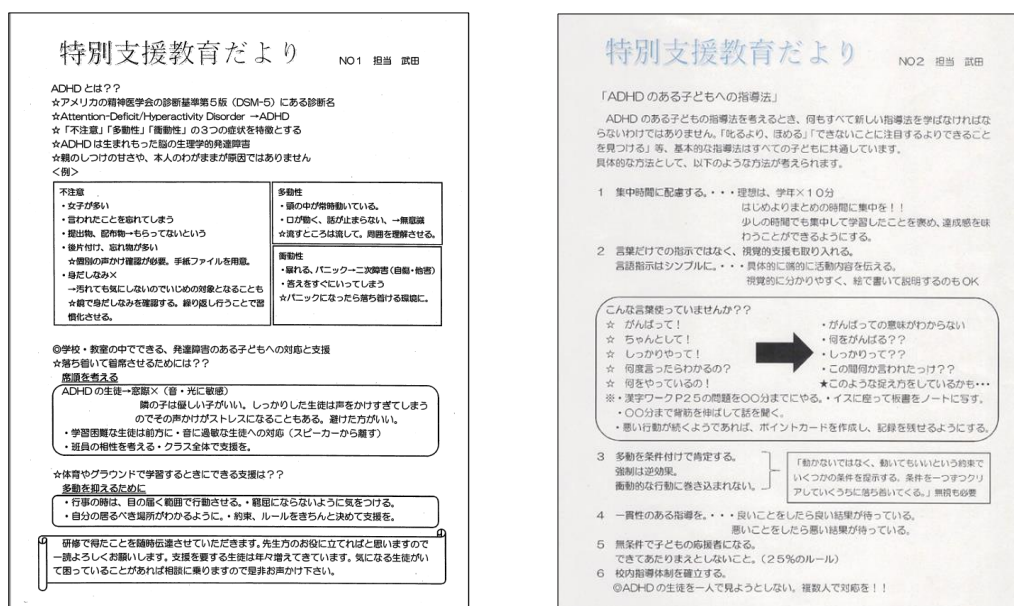 特別支援教育だより NO1 担当 武田
ADHDとは??
☆アメリカの精神医学会の診断基準第5版(DSM-5)にある診断名
☆Attention-Deficit/Hyperactivity Disorder →ADHD
☆「不注意」「多動性」「衝動性」の3つの症状を特徴とする
☆ADHDは生まれもった脳の生理学的発達障害
☆親のしつけの甘さや、本人のわがままが原因ではありません
<例>
不注意
・女子が多い
・言われたことを忘れてしまう
・提出物、配布物→もらってないという
・後片付け、忘れ物が多い
☆個別の声かけ確認が必要。手紙ファイルを用意。
・身だしなみ×
→汚れても気にしないのでいじめの対象となることも
☆鏡で身だしなみを確認する。繰り返し行うことで習
慣化させる。
多動性
・頭の中が常時動いている。
・口が動く、話が止まらない、→無意識
☆流すところは流して。周囲を理解させる。
衝動性
・暴れる、パニック→二次障害(自傷・他害)
・答えをすぐにいってしまう
☆パニックになったら落ち着ける環境に。
◎学校・教室の中でできる、発達障害のある子どもへの対応と支援
☆落ち着いて着席させるためには??
席順を考える
ADHDの生徒→窓際×(音・光に敏感)
隣の子は優しい子がいい。しっかりした生徒は声をかけすぎてしまう
のでその声かけがストレスになることもある。避けた方がいい。
・学習困難な生徒は前方に・音に過敏な生徒への対応(スピーカーから離す)
・班員の相性を考える・クラス全体で支援を。
☆体育やグラウンドで学習するときにできる支援は??
多動を抑えるために
・行事の時は、目の届く範囲で行動させる。・窮屈にならないように気をつける。
・自分の居るべき場所がわかるように。・約束、ルールをきちんと決めて支援を。
研修で得たことを随時伝達させていただきます。先生方のお役に立てればと思いますので
一読よろしくお願いします。支援を要する生徒は年々増えてきています。気になる生徒がい
て困っていることがあれば相談に乗りますので是非お声かけ下さい。
特別支援教育だより NO2 担当 武田
「ADHDのある子どもへの指導法」
ADHDのある子どもの指導法を考えるとき、何もすべて新しい指導法を学ばなければな
らないわけではありません。「叱るより、ほめる」「できないことに注目するよりできること
を見つける」等、基本的な指導はすべての子どもに共通しています。
具体的な方法として、以下のような方法が考えられます。
1 集中時間に配慮する。・・・理想は、学年×10分
はじめよりまとめの時間に集中を!!
少しの時間でも集中して学習したことを褒め、達成感を味
わうことができるようにする。
2 言葉だけでの指示ではなく、視覚的支援も取り入れる。
言語指示はシンプルに。・・・具体的に端的に活動内容を伝える。
視覚的に分かりやすく、絵で書いて説明するのもOK
こんな言葉使っていませんか??
☆ がんばって! ・がんばっての意味がわからない
☆ ちゃんとして! ・何をがんばる??
☆ しっかりやって! ・しっかりって??
☆ 何度言ったらわかるの? ・この間何か言われたっけ??
☆ 何をやっているの! ★このような捉え方をしているかも・・・
※・漢字ワークP25の問題を〇〇分までにやる。・イスに座って板書をノートに写す。
・〇〇分まで背筋を伸ばして話を聞く。
・悪い行動が続くようであれば、ポイントカードを作成し、記録を残せるようにする。
3 多動を条件付けで肯定する。
強制は逆効果。
衝動的な行動に巻き込まれない。
「動かないではなく、動いてもいいという約束で
いくつかの条件を提示する、条件を一つずつクリ
アしていくうちに落ち着いてくる。」無視も必要
4 一貫性のある指導を。・・・良いことをしたら良い結果が待っている。
悪いことをしたら悪い結果が待っている。
5 無条件で子どもの応援者になる。
できてあたりまえとしないこと。(25%のルール)
6 校内指導体制を確立する。
◎ADHDの生徒を一人で見ようとしない。複数人で対応を!!